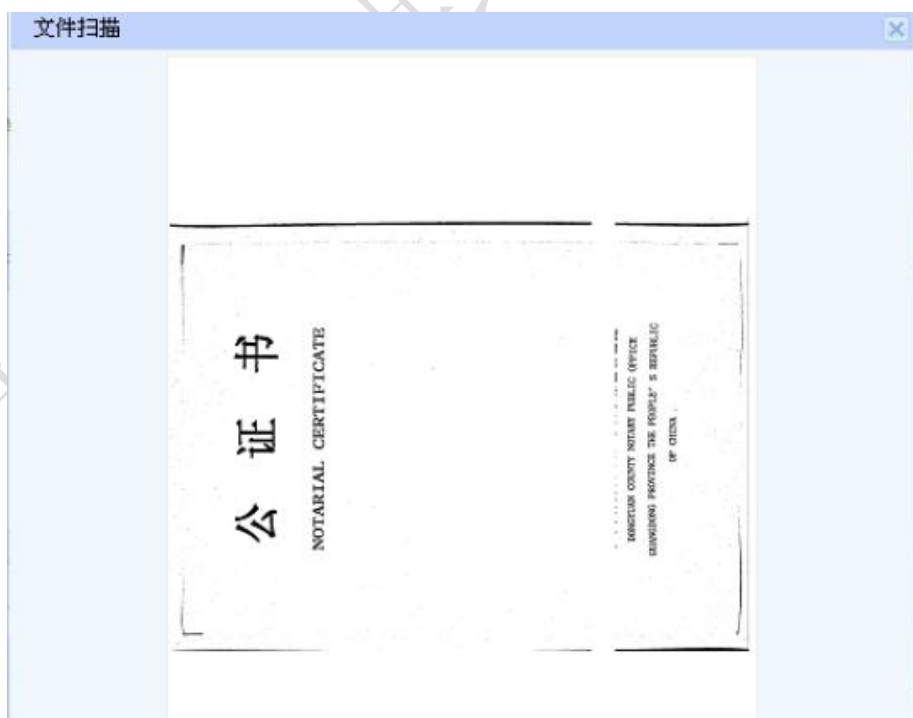 文件扫描
公证书
NOTARIAL CERTIFICATE
DONGYUAN COUNTY NOTARY PUBLIC OFFICE
GUANGDONG PROVINCE THE PEOPLE' S REPUBLIC
OF CHINA .